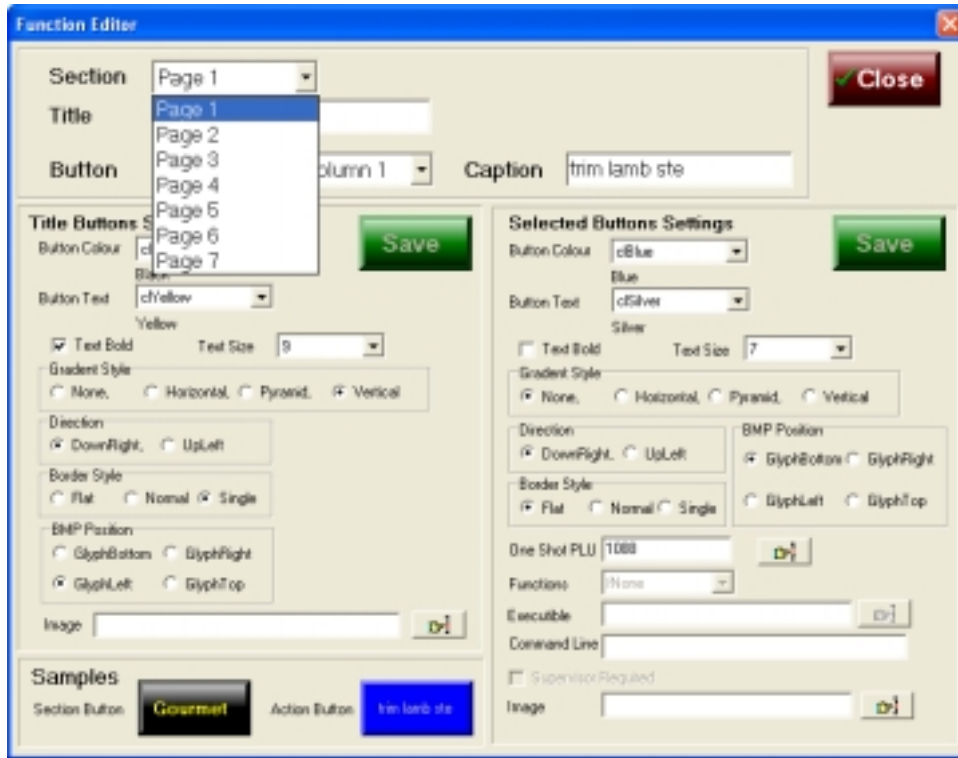 Function Editor
Section Page 1
Close
Page 1
Title
Page 2
Page 3
Button olumn 1 Caption trim lamb ste
Page 4
Page 5
Page 6
Page 7
Title Buttons S
Save
Button Colour cl
Black
Button Text clYellow
Yellow
Text Bold Text Size 9
Gradent Style
None, Horizontal, Pyramid, Vertical
Direction
DownRight, UpLeft
Border Style
Flat Normal Single
BMP Position
GlyphBottom GlyphRight
GlyphLeft GlyphTop
Image
Selected Buttons Settings
Save
Button Colour clBlue
Blue
Button Text clSilver
Silver
Text Bold Text Size 7
Gradent Style
None, Horizontal, Pyramid, Vertical
Direction
DownRight, UpLeft
BMP Position
GlyphBottom GlyphRight
GlyphLeft GlyphTop
Border Style
Flat Normal Single
One Shot PLU 1088
Functions /None
Executible
Command Line
Supervisor Required
Image
Samples
Section Button Gourmet Action Button trim lamb ste